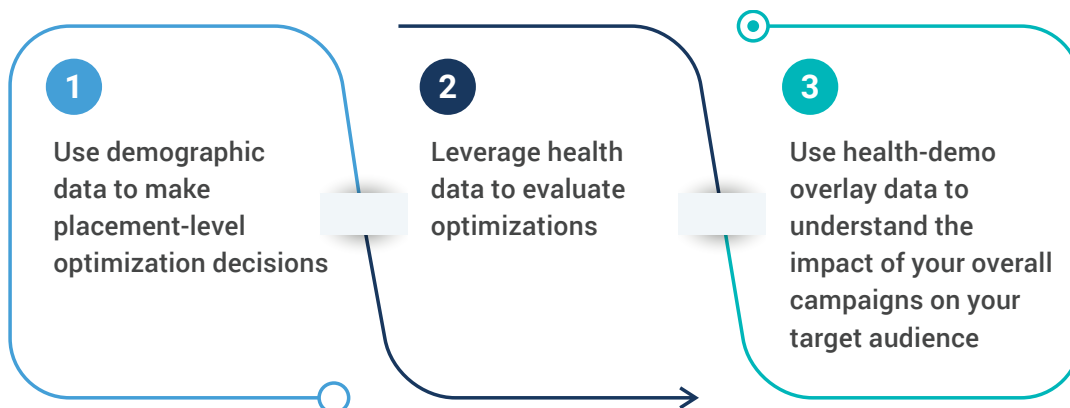 1
Use demographic
data to make
placement-level
optimization decisions
2
Leverage health
data to evaluate
optimizations
3
Use health-demo
overlay data to
understand the
impact of your overall
campaigns on your
target audience